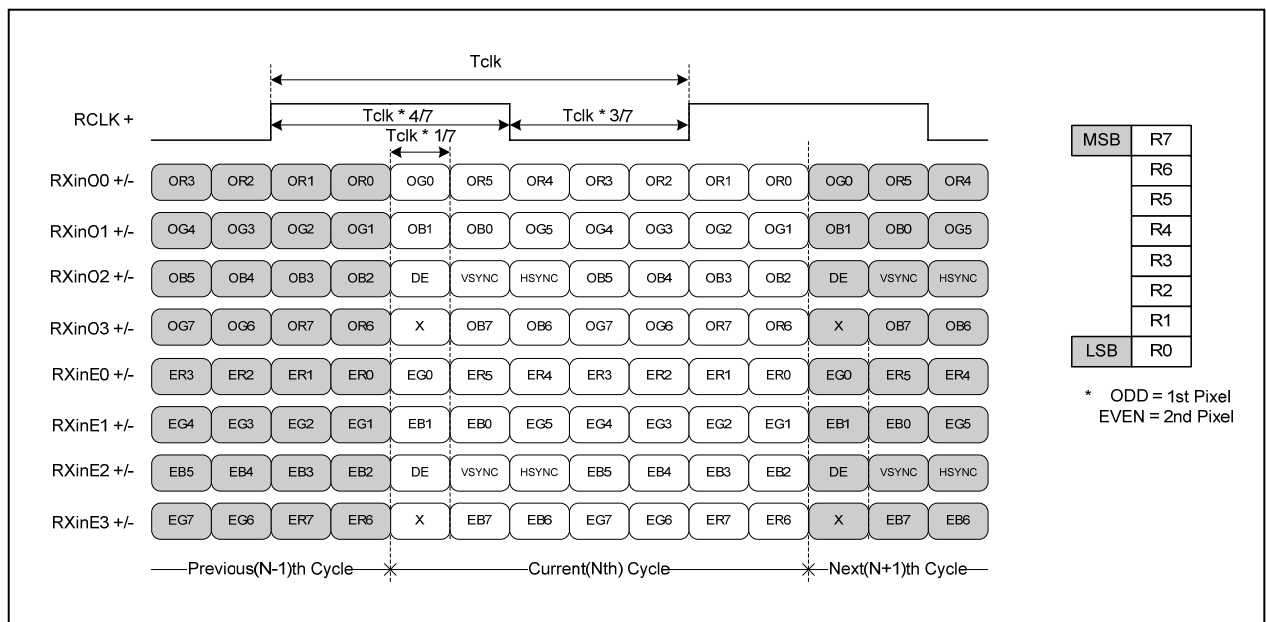 Tclk
RCLK +
Tclk * 4/7
Tclk * 3/7
Tclk * 1/7
RXinO0 +/- OR3 OR2 OR1 OR0 OG0 OR5 OR4 OR3 OR2 OR1 OR0 OG0 OR5 OR4
RXinO1 +/- OG4 OG3 OG2 OG1 OB1 OB0 OG5 OG4 OG3 OG2 OG1 OB1 OB0 OG5
RXinO2 +/- OB5 OB4 OB3 OB2 DE VSYNC HSYNC OB5 OB4 OB3 OB2 DE VSYNC HSYNC
RXinO3 +/- OG7 OG6 OR7 OR6 X OB7 OB6 OG7 OG6 OR7 OR6 X OB7 OB6
RXinE0 +/- ER3 ER2 ER1 ER0 EG0 ER5 ER4 ER3 ER2 ER1 ER0 EG0 ER5 ER4
RXinE1 +/- EG4 EG3 EG2 EG1 EB1 EB0 EG5 EG4 EG3 EG2 EG1 EB1 EB0 EG5
RXinE2 +/- EB5 EB4 EB3 EB2 DE VSYNC HSYNC EB5 EB4 EB3 EB2 DE VSYNC HSYNC
RXinE3 +/- EG7 EG6 ER7 ER6 X EB7 EB6 EG7 EG6 ER7 ER6 X EB7 EB6
Previous(N-1)th Cycle Current(Nth) Cycle Next(N+1)th Cycle
MSB R7
R6
R5
R4
R3
R2
R1
LSB R0
* ODD = 1st Pixel
EVEN = 2nd Pixel